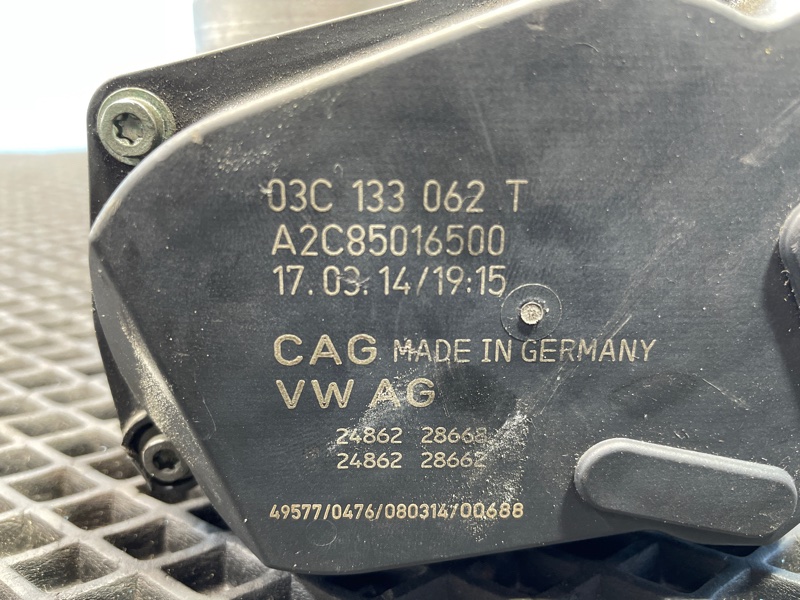 03C 133 062 T
A2C85016500
17.03.14/19:15
CAG MADE IN GERMANY
VW AG
24862 28668
24862 28662
49577/0476/080314/00688